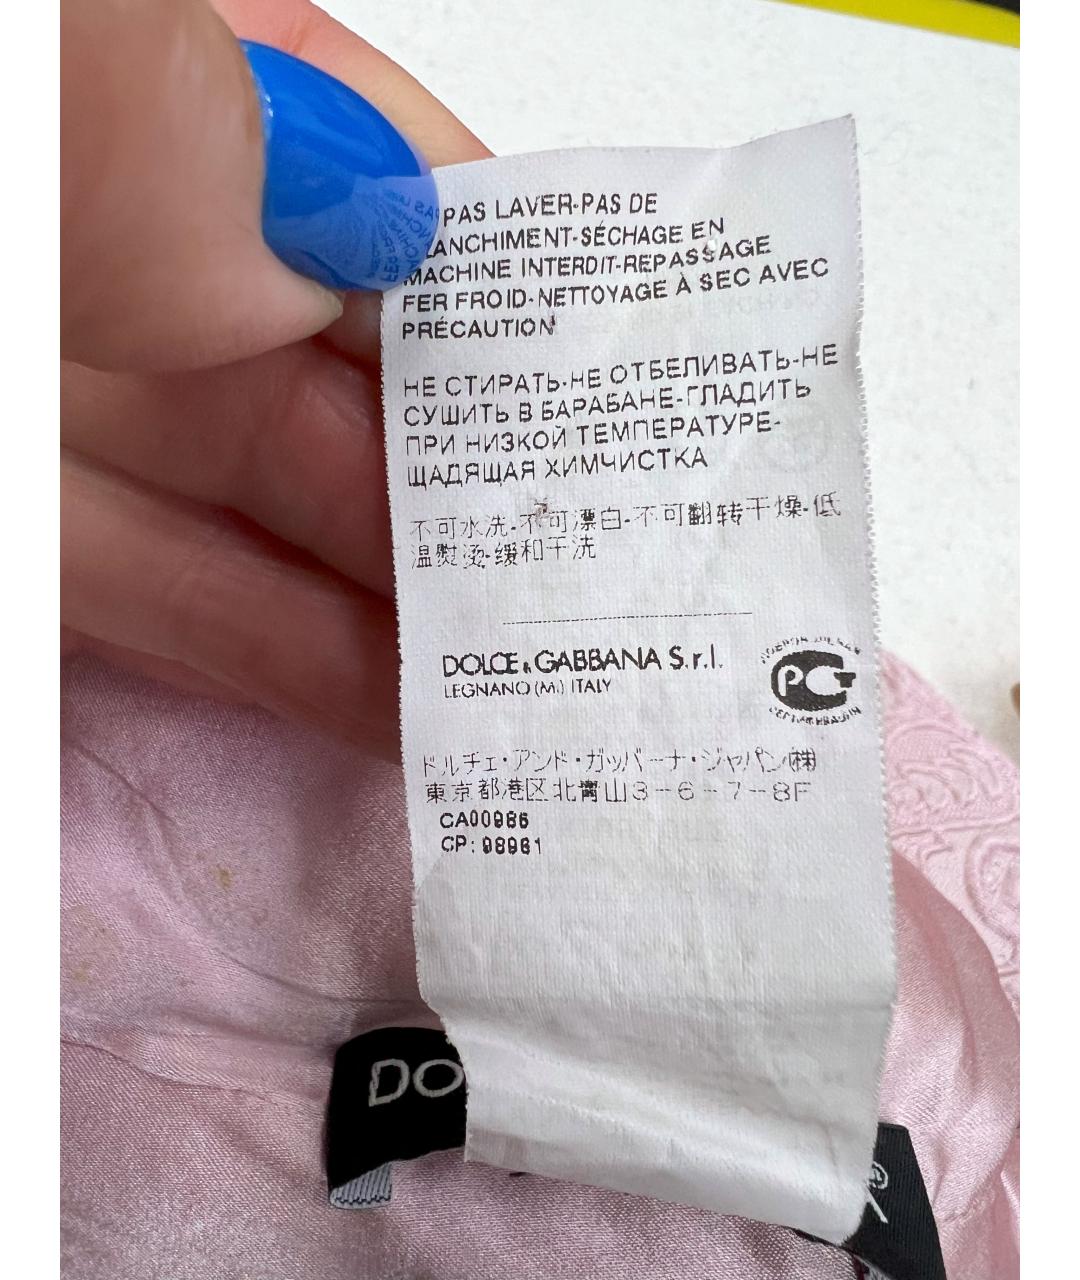 PAS LAVER-PAS DE
LANCHIMENT-SÉCHAGE EN
MACHINE INTERDIT-REPASSAGE
FER FROID-NETTOYAGE À SEC AVEC
PRÉCAUTION
НЕ СТИРАТЬ-НЕ ОТБЕЛИВАТЬ-НЕ
СУШИТЬ В БАРАБАНЕ-ГЛАДИТЬ
ПРИ НИЗКОЙ ТЕМПЕРАТУРЕ-
ЩАДЯЩАЯ ХИМЧИСТКА
不可水洗-不可漂白-不可翻转干燥-低
温熨烫-缓和干洗
DOLCE & GABBANA S.r.l.
LEGNANO (MI) ITALY
РСТ
ドルチェ・アンド・ガッバーナ・ジャパン㈱
東京都港区北青山3-6-7-8F
CA00986
CP: 98961
DO